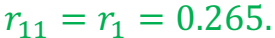 𝑟₁₁ = 𝑟₁ = 0.265.